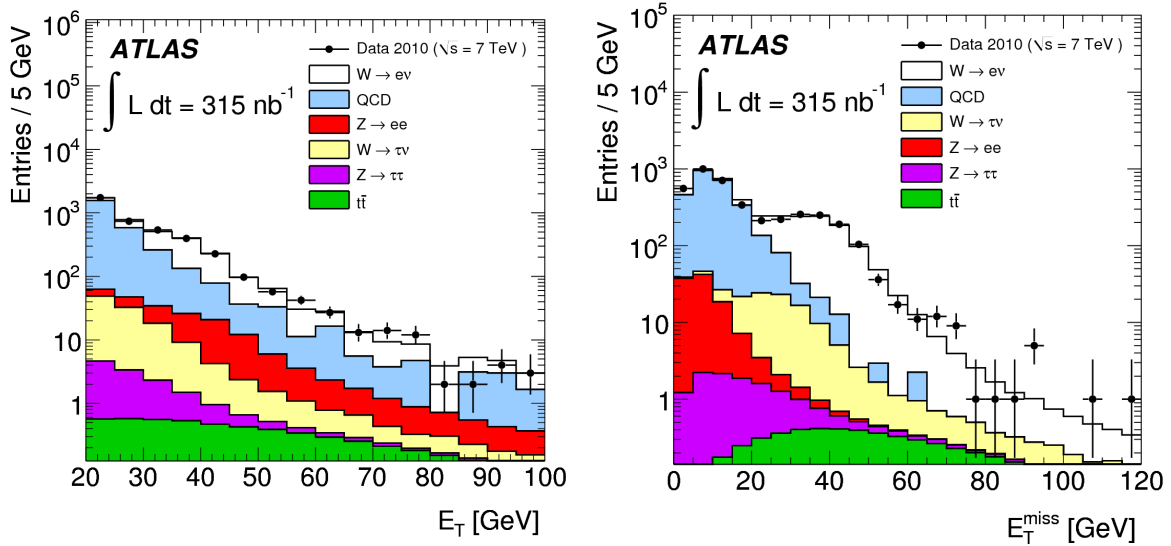 Entries / 5 GeV
10⁶
10⁵
10⁴
10³
10²
10
1
ATLAS
∫ L dt = 315 nb⁻¹
Data 2010 (√s = 7 TeV)
W → eν
QCD
Z → ee
W → τν
Z → ττ
tt̄
20 30 40 50 60 70 80 90 100
E_T [GeV]
Entries / 5 GeV
10⁵
10⁴
10³
10²
10
1
ATLAS
∫ L dt = 315 nb⁻¹
Data 2010 (√s = 7 TeV)
W → eν
QCD
W → τν
Z → ee
Z → ττ
tt̄
0 20 40 60 80 100 120
E_T^miss [GeV]